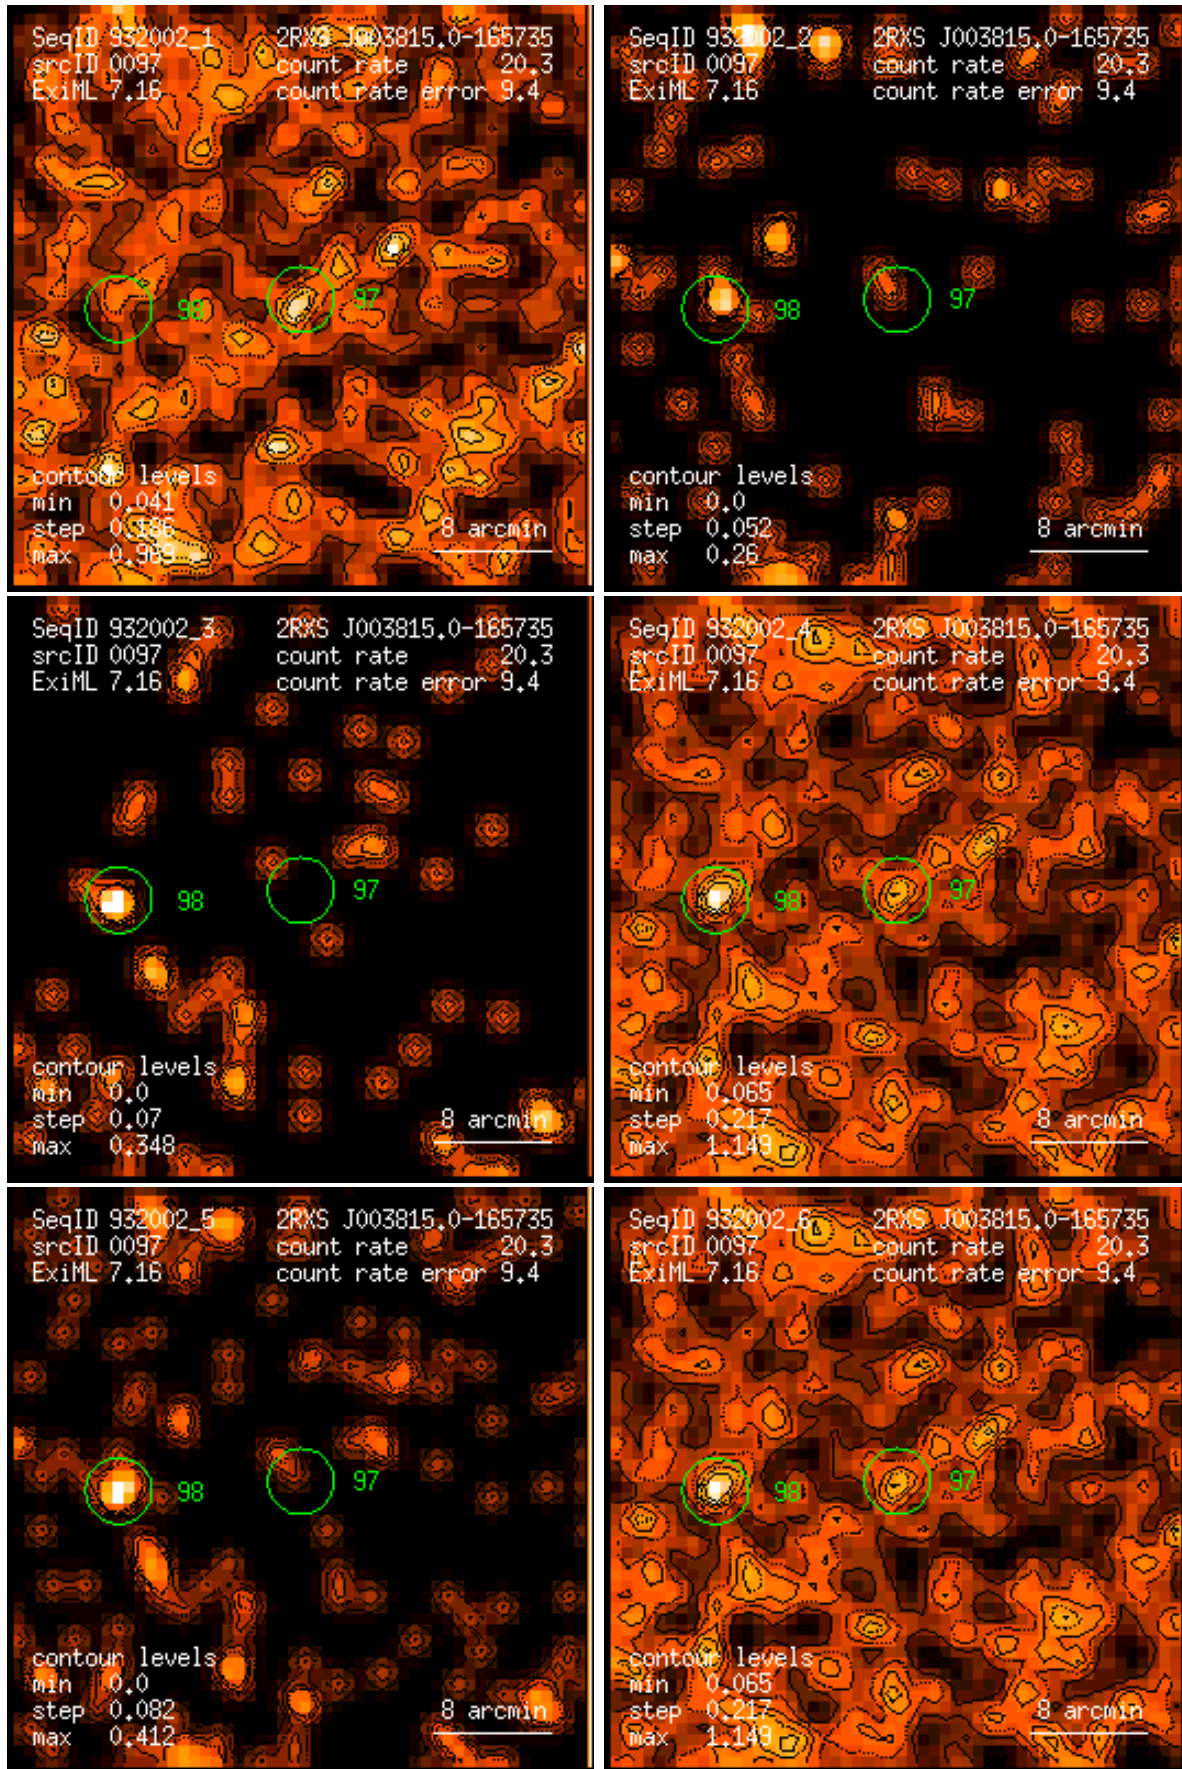 SeqID 932002_1 2RXS J003815.0-165735
srcID 0097 count rate 20.3
ExiML 7.16 count rate error 9.4
98 97
contour levels
min 0.041
step 0.186 8 arcmin
max 0.969
SeqID 932002_2 2RXS J003815.0-165735
srcID 0097 count rate 20.3
ExiML 7.16 count rate error 9.4
98 97
contour levels
min 0.0
step 0.052 8 arcmin
max 0.26
SeqID 932002_3 2RXS J003815.0-165735
srcID 0097 count rate 20.3
ExiML 7.16 count rate error 9.4
98 97
contour levels
min 0.0
step 0.07 8 arcmin
max 0.348
SeqID 932002_4 2RXS J003815.0-165735
srcID 0097 count rate 20.3
ExiML 7.16 count rate error 9.4
98 97
contour levels
min 0.065
step 0.217 8 arcmin
max 1.149
SeqID 932002_5 2RXS J003815.0-165735
srcID 0097 count rate 20.3
ExiML 7.16 count rate error 9.4
98 97
contour levels
min 0.0
step 0.082 8 arcmin
max 0.412
SeqID 932002_6 2RXS J003815.0-165735
srcID 0097 count rate 20.3
ExiML 7.16 count rate error 9.4
98 97
contour levels
min 0.065
step 0.217 8 arcmin
max 1.149